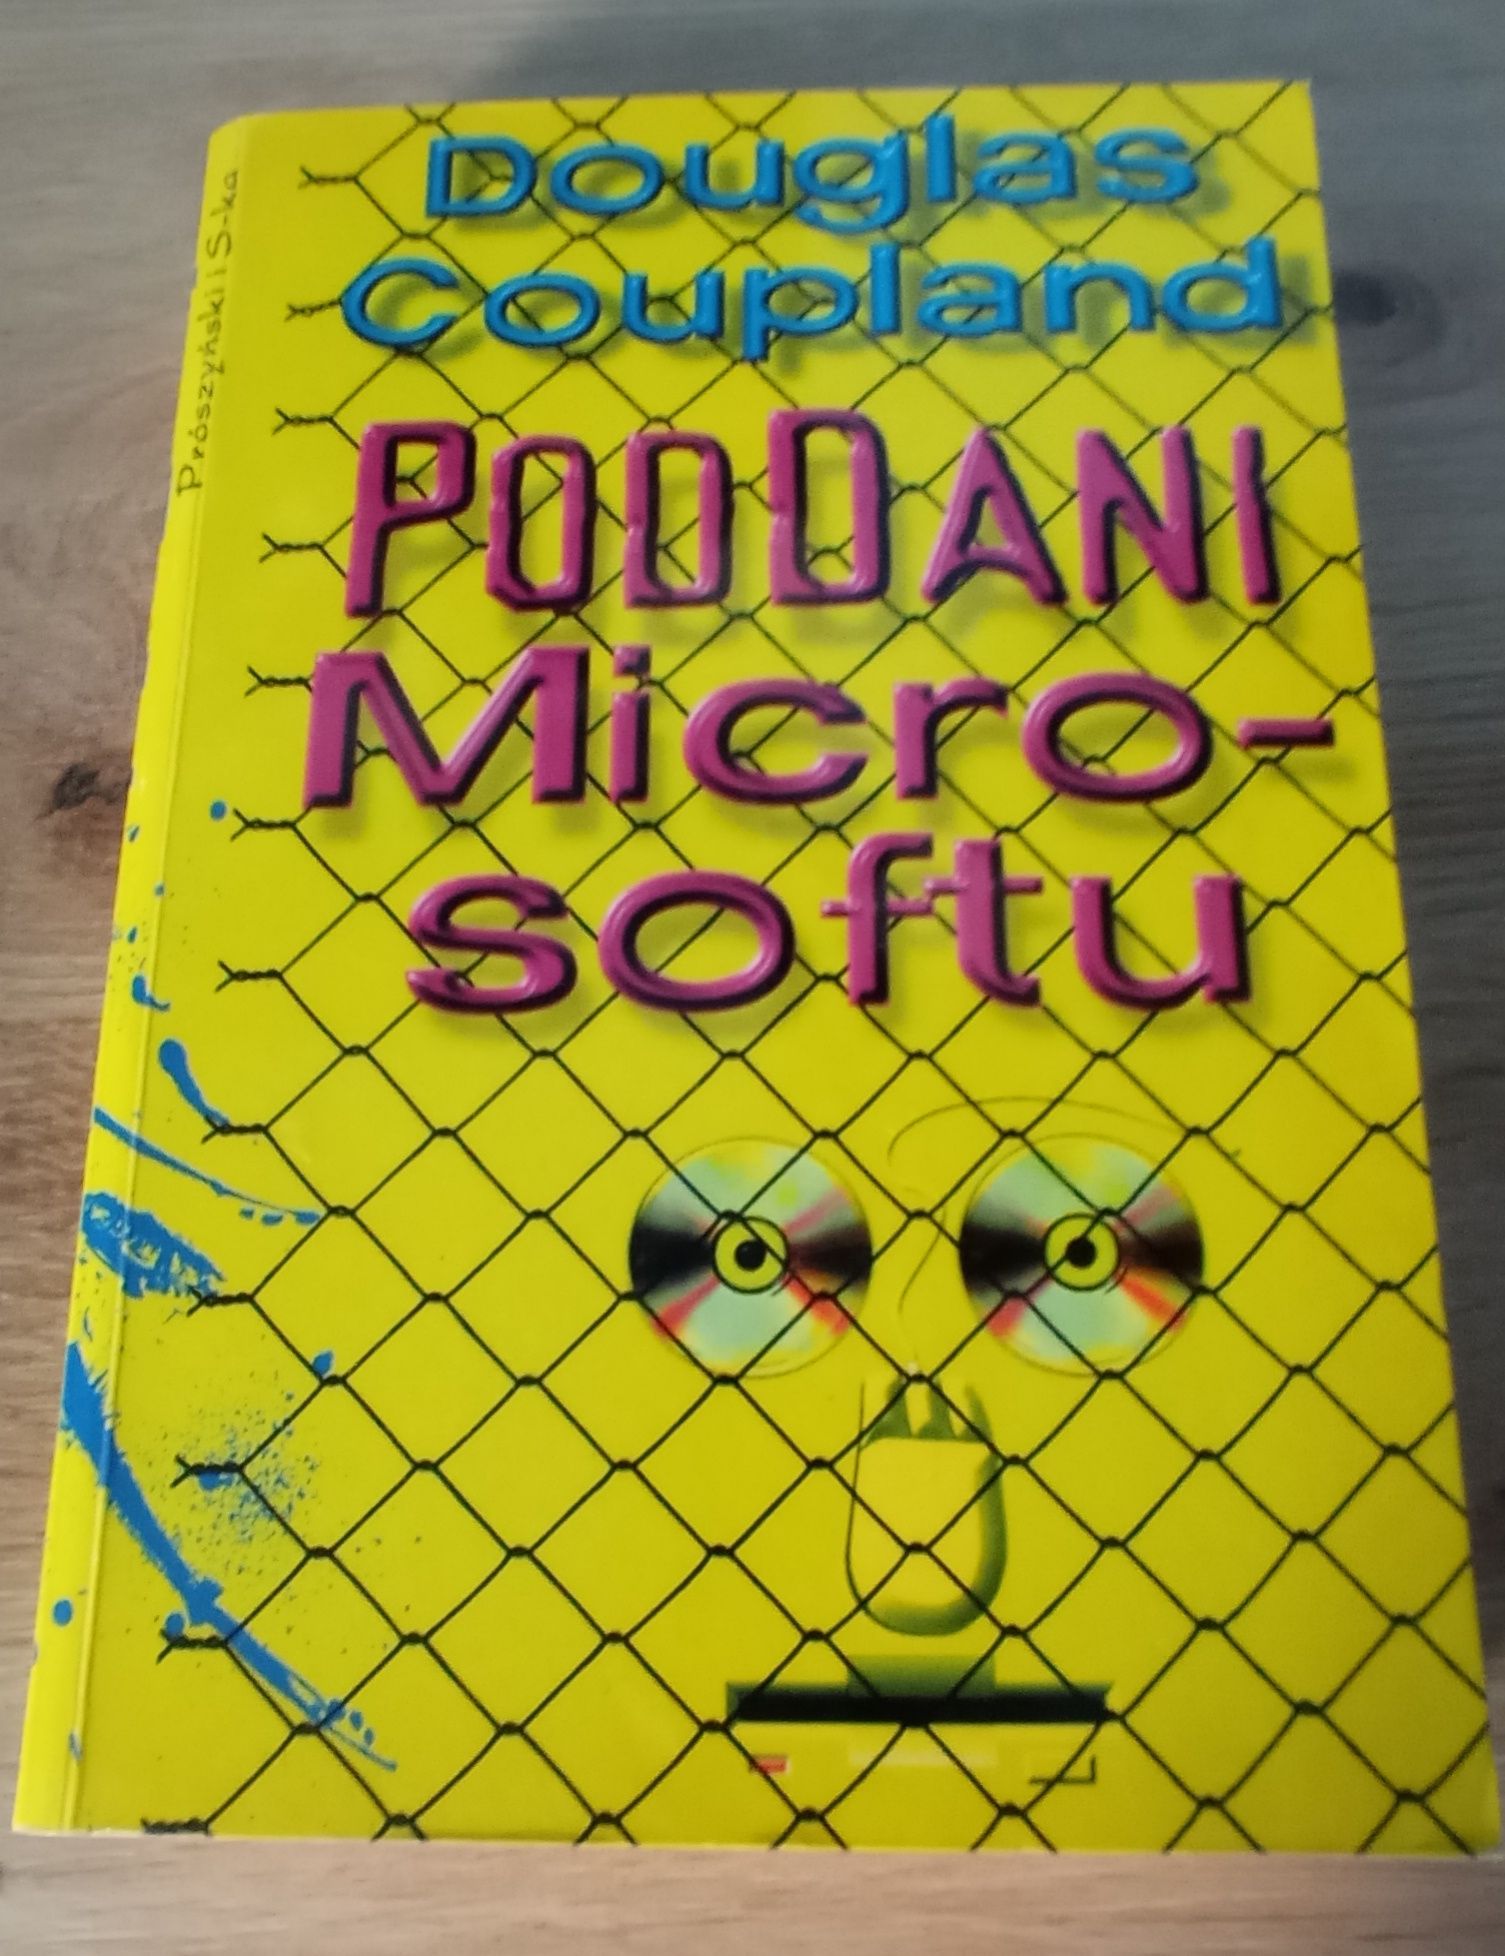 Prószyński i S-ka
Douglas
Coupland
PODDANI
Micro-
softu